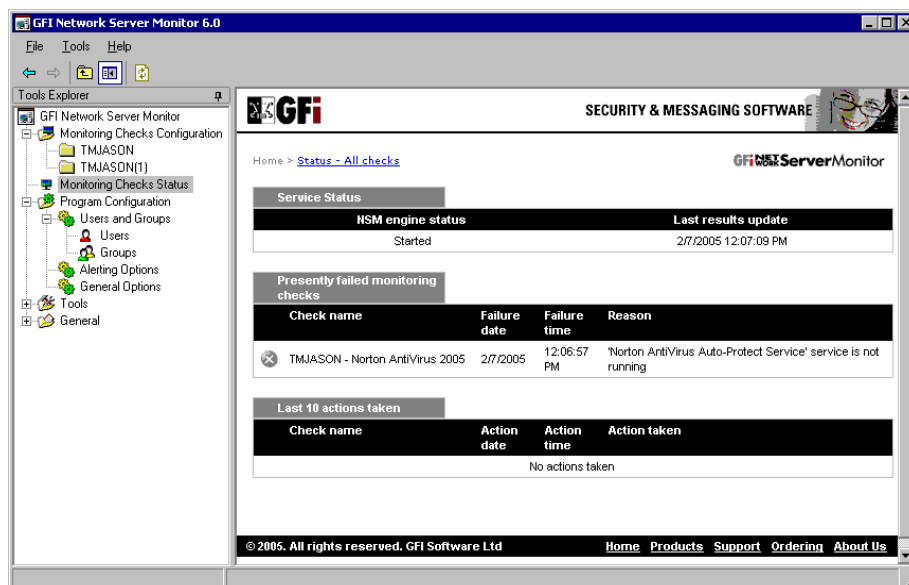 GFI Network Server Monitor 6.0
File Tools Help
Tools Explorer
GFI Network Server Monitor
Monitoring Checks Configuration
TMJASON
TMJASON(1)
Monitoring Checks Status
Program Configuration
Users and Groups
Users
Groups
Alerting Options
General Options
Tools
General
GFi
SECURITY & MESSAGING SOFTWARE
Home > Status - All checks
GFi NETWORK ServerMonitor
Service Status
NSM engine status Last results update
Started 2/7/2005 12:07:09 PM
Presently failed monitoring
checks
Check name Failure date Failure time Reason
TMJASON - Norton AntiVirus 2005 2/7/2005 12:06:57 PM 'Norton AntiVirus Auto-Protect Service' service is not
running
Last 10 actions taken
Check name Action date Action time Action taken
No actions taken
© 2005. All rights reserved. GFI Software Ltd Home Products Support Ordering About Us